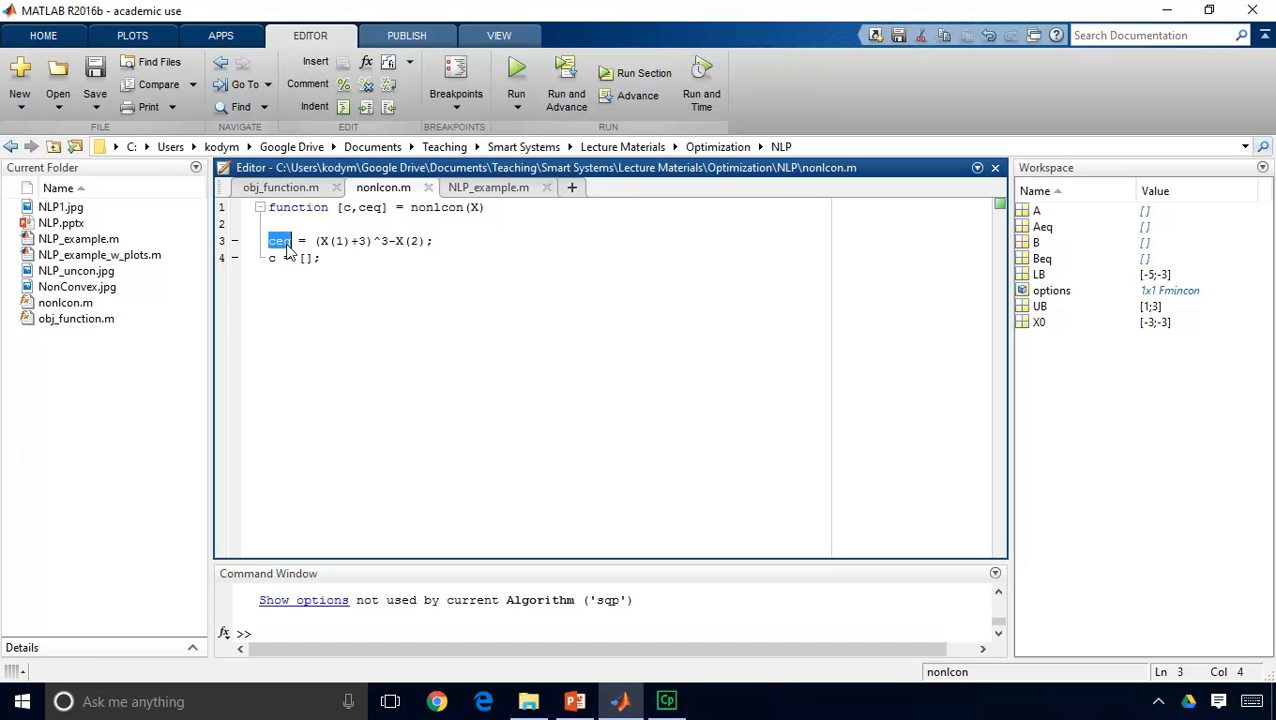 MATLAB R2016b - academic use
HOME PLOTS APPS EDITOR PUBLISH VIEW Search Documentation
New Open Save Find Files Compare Print
FILE
Go To Find
NAVIGATE
Insert fx
Comment %
Indent
EDIT
Breakpoints
BREAKPOINTS
Run Run and Advance Run Section Advance Run and Time
RUN
C: Users kodym Google Drive Documents Teaching Smart Systems Lecture Materials Optimization NLP
Current Folder
Name
NLP1.jpg
NLP.pptx
NLP_example.m
NLP_example_w_plots.m
NLP_uncon.jpg
NonConvex.jpg
nonlcon.m
obj_function.m
Details
Editor - C:\Users\kodym\Google Drive\Documents\Teaching\Smart Systems\Lecture Materials\Optimization\NLP\nonlcon.m
obj_function.m nonlcon.m NLP_example.m
1 function [c,ceq] = nonlcon(X)
2
3 ceq = (X(1)+3)^3-X(2);
4 c = [];
Command Window
Show options not used by current Algorithm ('sqp')
fx >>
Workspace
Name Value
A []
Aeq []
B []
Beq []
LB [-5;-3]
options 1x1 Fmincon
UB [1;3]
X0 [-3;-3]
nonlcon Ln 3 Col 4
Ask me anything
Cp